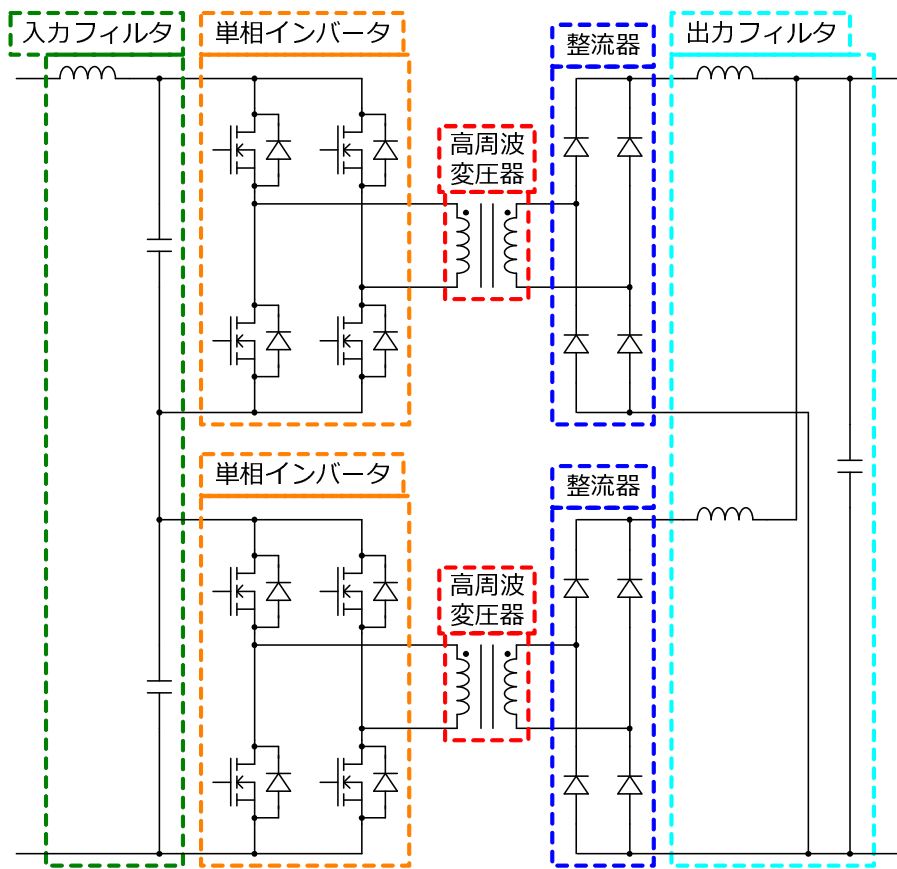 入力フィルタ
単相インバータ
整流器
出力フィルタ
高周波
変圧器
単相インバータ
整流器
高周波
変圧器